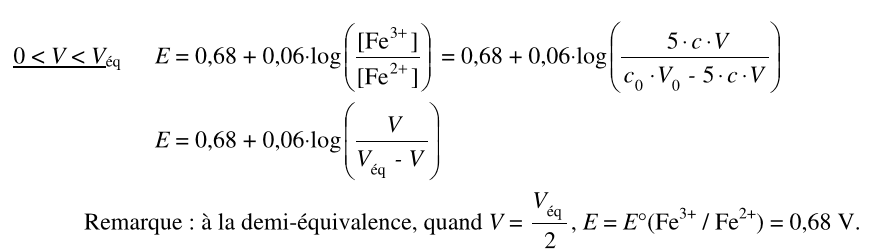 0 < V < Véq E = 0,68 + 0,06·log([Fe³⁺] / [Fe²⁺]) = 0,68 + 0,06·log(5·c·V / (c₀·V₀ - 5·c·V))
E = 0,68 + 0,06·log(V / (Véq - V))
Remarque : à la demi-équivalence, quand V = Véq / 2, E = E°(Fe³⁺ / Fe²⁺) = 0,68 V.